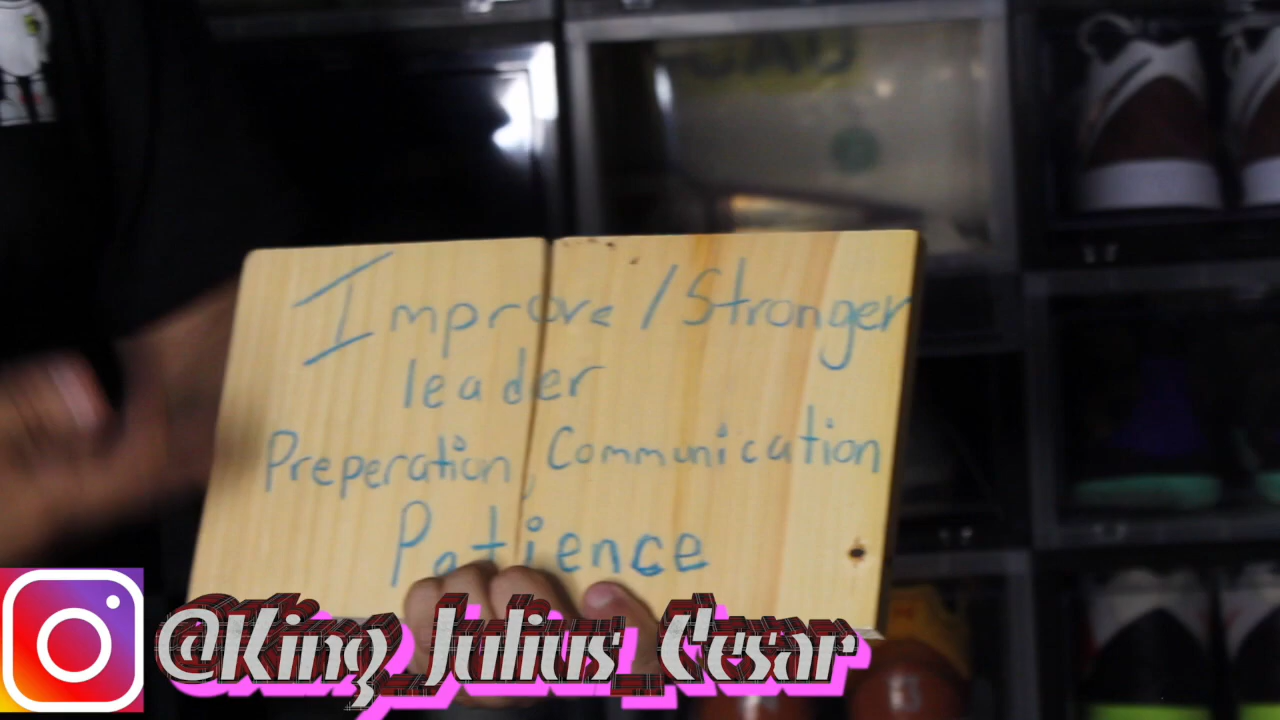 Improve / Stronger
leader
Preperation, Communication
Patience
@King_Julius_Cesar